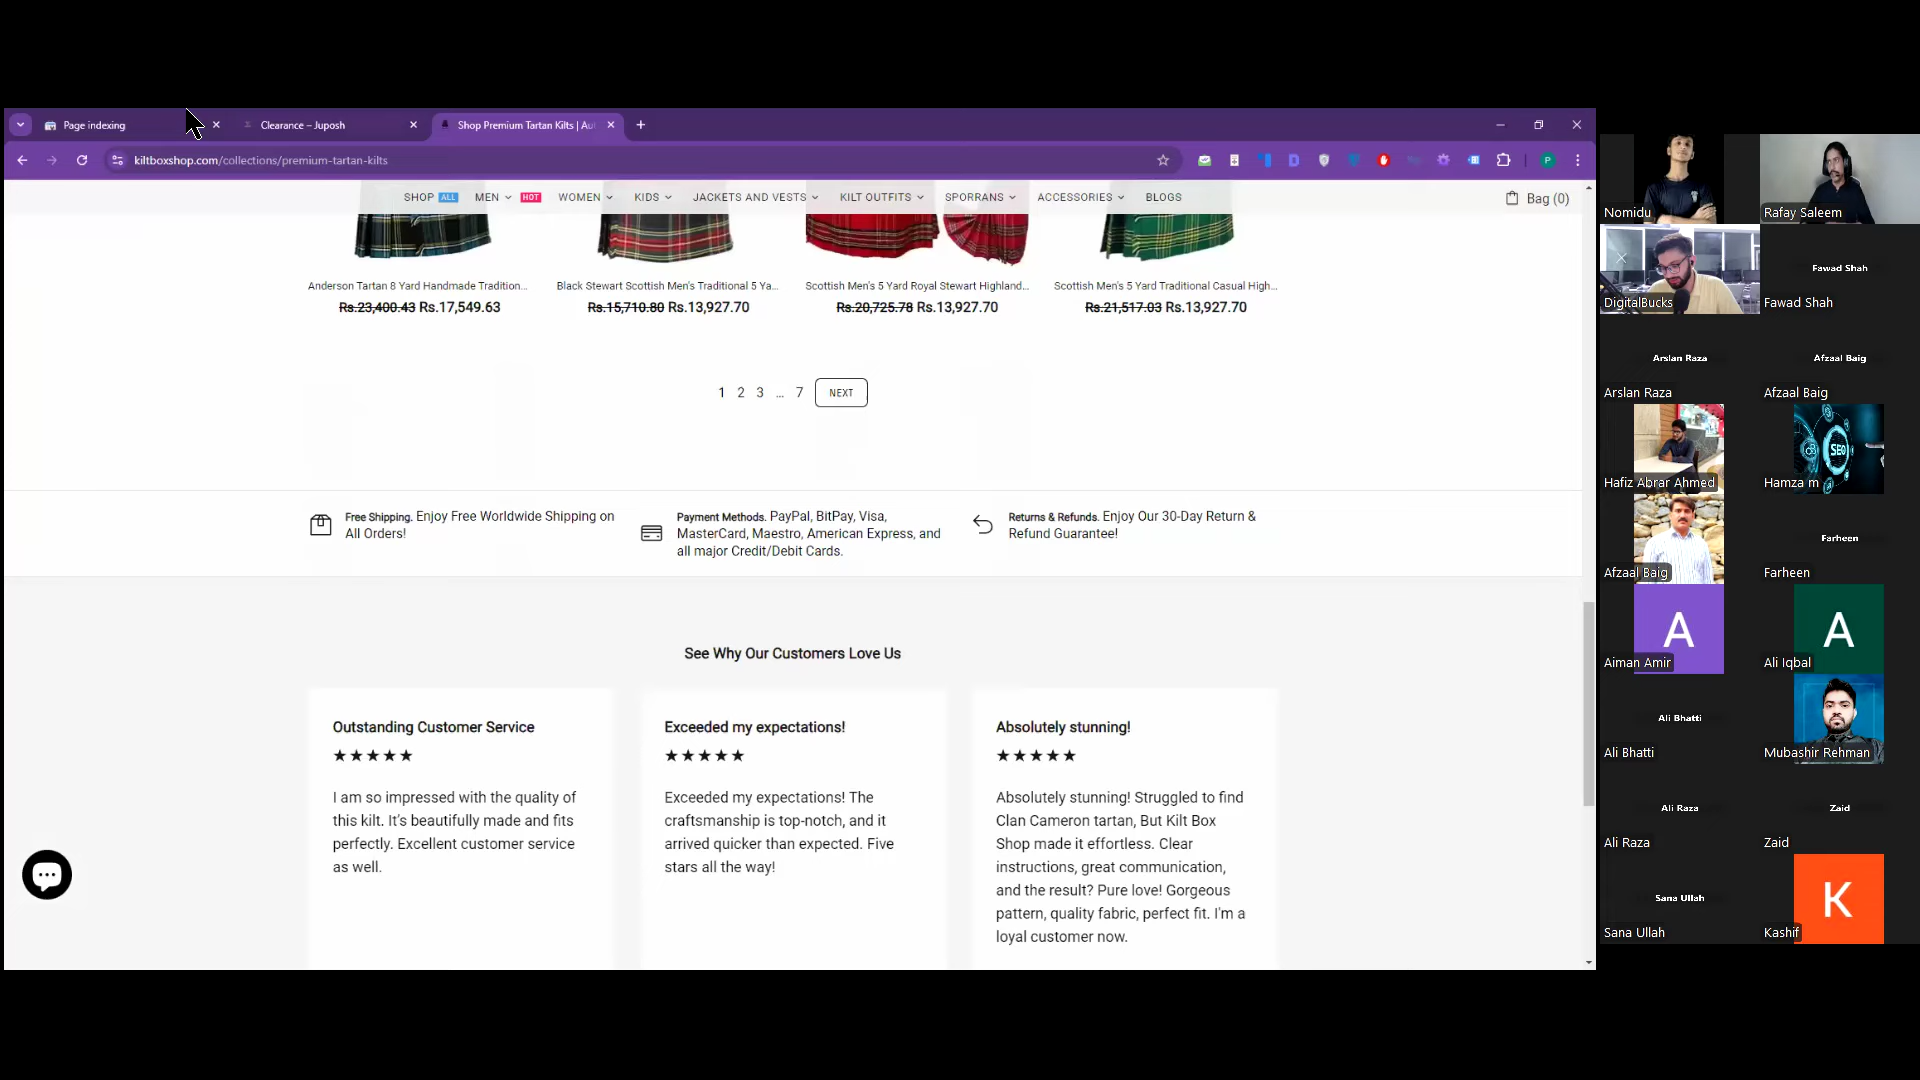 Page indexing
Clearance – Juposh
Shop Premium Tartan Kilts | Aut
kiltboxshop.com/collections/premium-tartan-kilts
SHOP ALL MEN HOT WOMEN KIDS JACKETS AND VESTS KILT OUTFITS SPORRANS ACCESSORIES BLOGS
Bag (0)
Anderson Tartan 8 Yard Handmade Tradition...
Rs.23,400.43 Rs.17,549.63
Black Stewart Scottish Men's Traditional 5 Ya...
Rs.15,710.80 Rs.13,927.70
Scottish Men's 5 Yard Royal Stewart Highland...
Rs.20,725.78 Rs.13,927.70
Scottish Men's 5 Yard Traditional Casual High...
Rs.21,517.03 Rs.13,927.70
1 2 3 ... 7 NEXT
Free Shipping. Enjoy Free Worldwide Shipping on
All Orders!
Payment Methods. PayPal, BitPay, Visa,
MasterCard, Maestro, American Express, and
all major Credit/Debit Cards.
Returns & Refunds. Enjoy Our 30-Day Return &
Refund Guarantee!
See Why Our Customers Love Us
Outstanding Customer Service
★★★★★
I am so impressed with the quality of
this kilt. It's beautifully made and fits
perfectly. Excellent customer service
as well.
Exceeded my expectations!
★★★★★
Exceeded my expectations! The
craftsmanship is top-notch, and it
arrived quicker than expected. Five
stars all the way!
Absolutely stunning!
★★★★★
Absolutely stunning! Struggled to find
Clan Cameron tartan, But Kilt Box
Shop made it effortless. Clear
instructions, great communication,
and the result? Pure love! Gorgeous
pattern, quality fabric, perfect fit. I'm a
loyal customer now.
Nomidu
Rafay Saleem
DigitalBucks
Fawad Shah
Fawad Shah
Arslan Raza
Arslan Raza
Afzaal Baig
Afzaal Baig
Hafiz Abrar Ahmed
SEO
Hamza m
Afzaal Baig
Farheen
Farheen
A
Aiman Amir
A
Ali Iqbal
Ali Bhatti
Ali Bhatti
Mubashir Rehman
Ali Raza
Ali Raza
Zaid
Zaid
Sana Ullah
Sana Ullah
K
Kashif